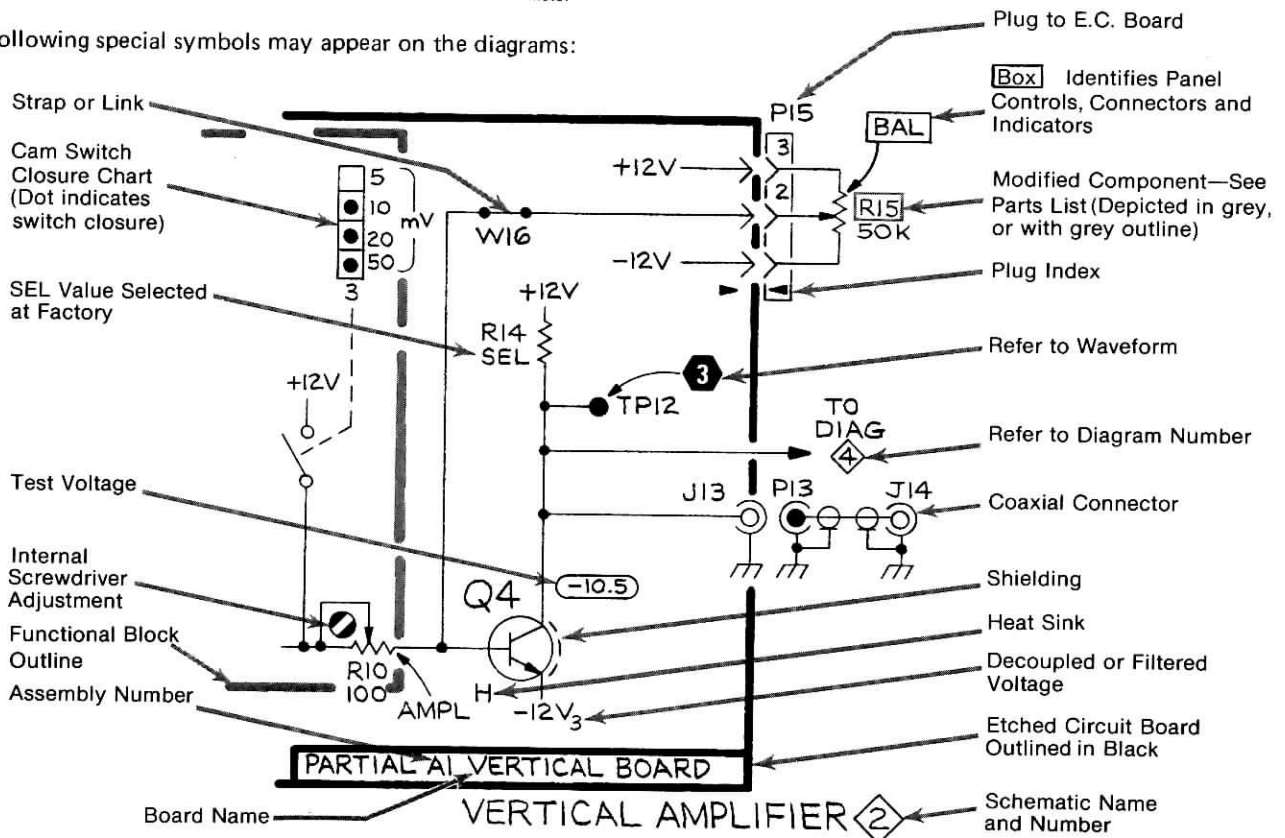 ollowing special symbols may appear on the diagrams:
Plug to E.C. Board
Strap or Link
P15
Box Identifies Panel
Controls, Connectors and
Indicators
BAL
Cam Switch
Closure Chart
(Dot indicates
switch closure)
5
10
20
50
mV
3
+12V
3
2
W16
-12V
R15
50K
Modified Component—See
Parts List (Depicted in grey,
or with grey outline)
Plug Index
SEL Value Selected
at Factory
+12V
R14
SEL
Refer to Waveform
3
TP12
+12V
TO
DIAG
4
Refer to Diagram Number
Test Voltage
J13
P13
J14
Coaxial Connector
Internal
Screwdriver
Adjustment
-10.5
Q4
Shielding
Heat Sink
Functional Block
Outline
R10
100
AMPL
H
-12V3
Decoupled or Filtered
Voltage
Assembly Number
Etched Circuit Board
Outlined in Black
PARTIAL A1 VERTICAL BOARD
Board Name
VERTICAL AMPLIFIER 2
Schematic Name
and Number